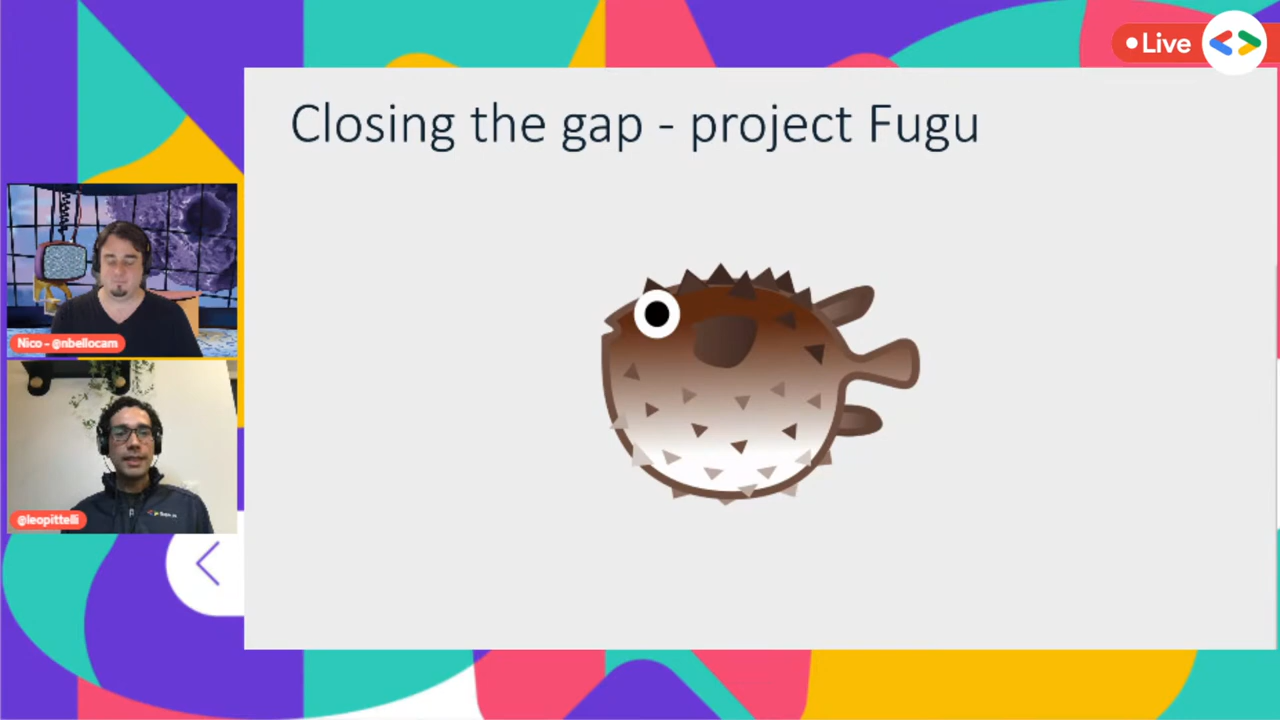 Live
Closing the gap - project Fugu
Nico - @nbellocam
@leopittelli